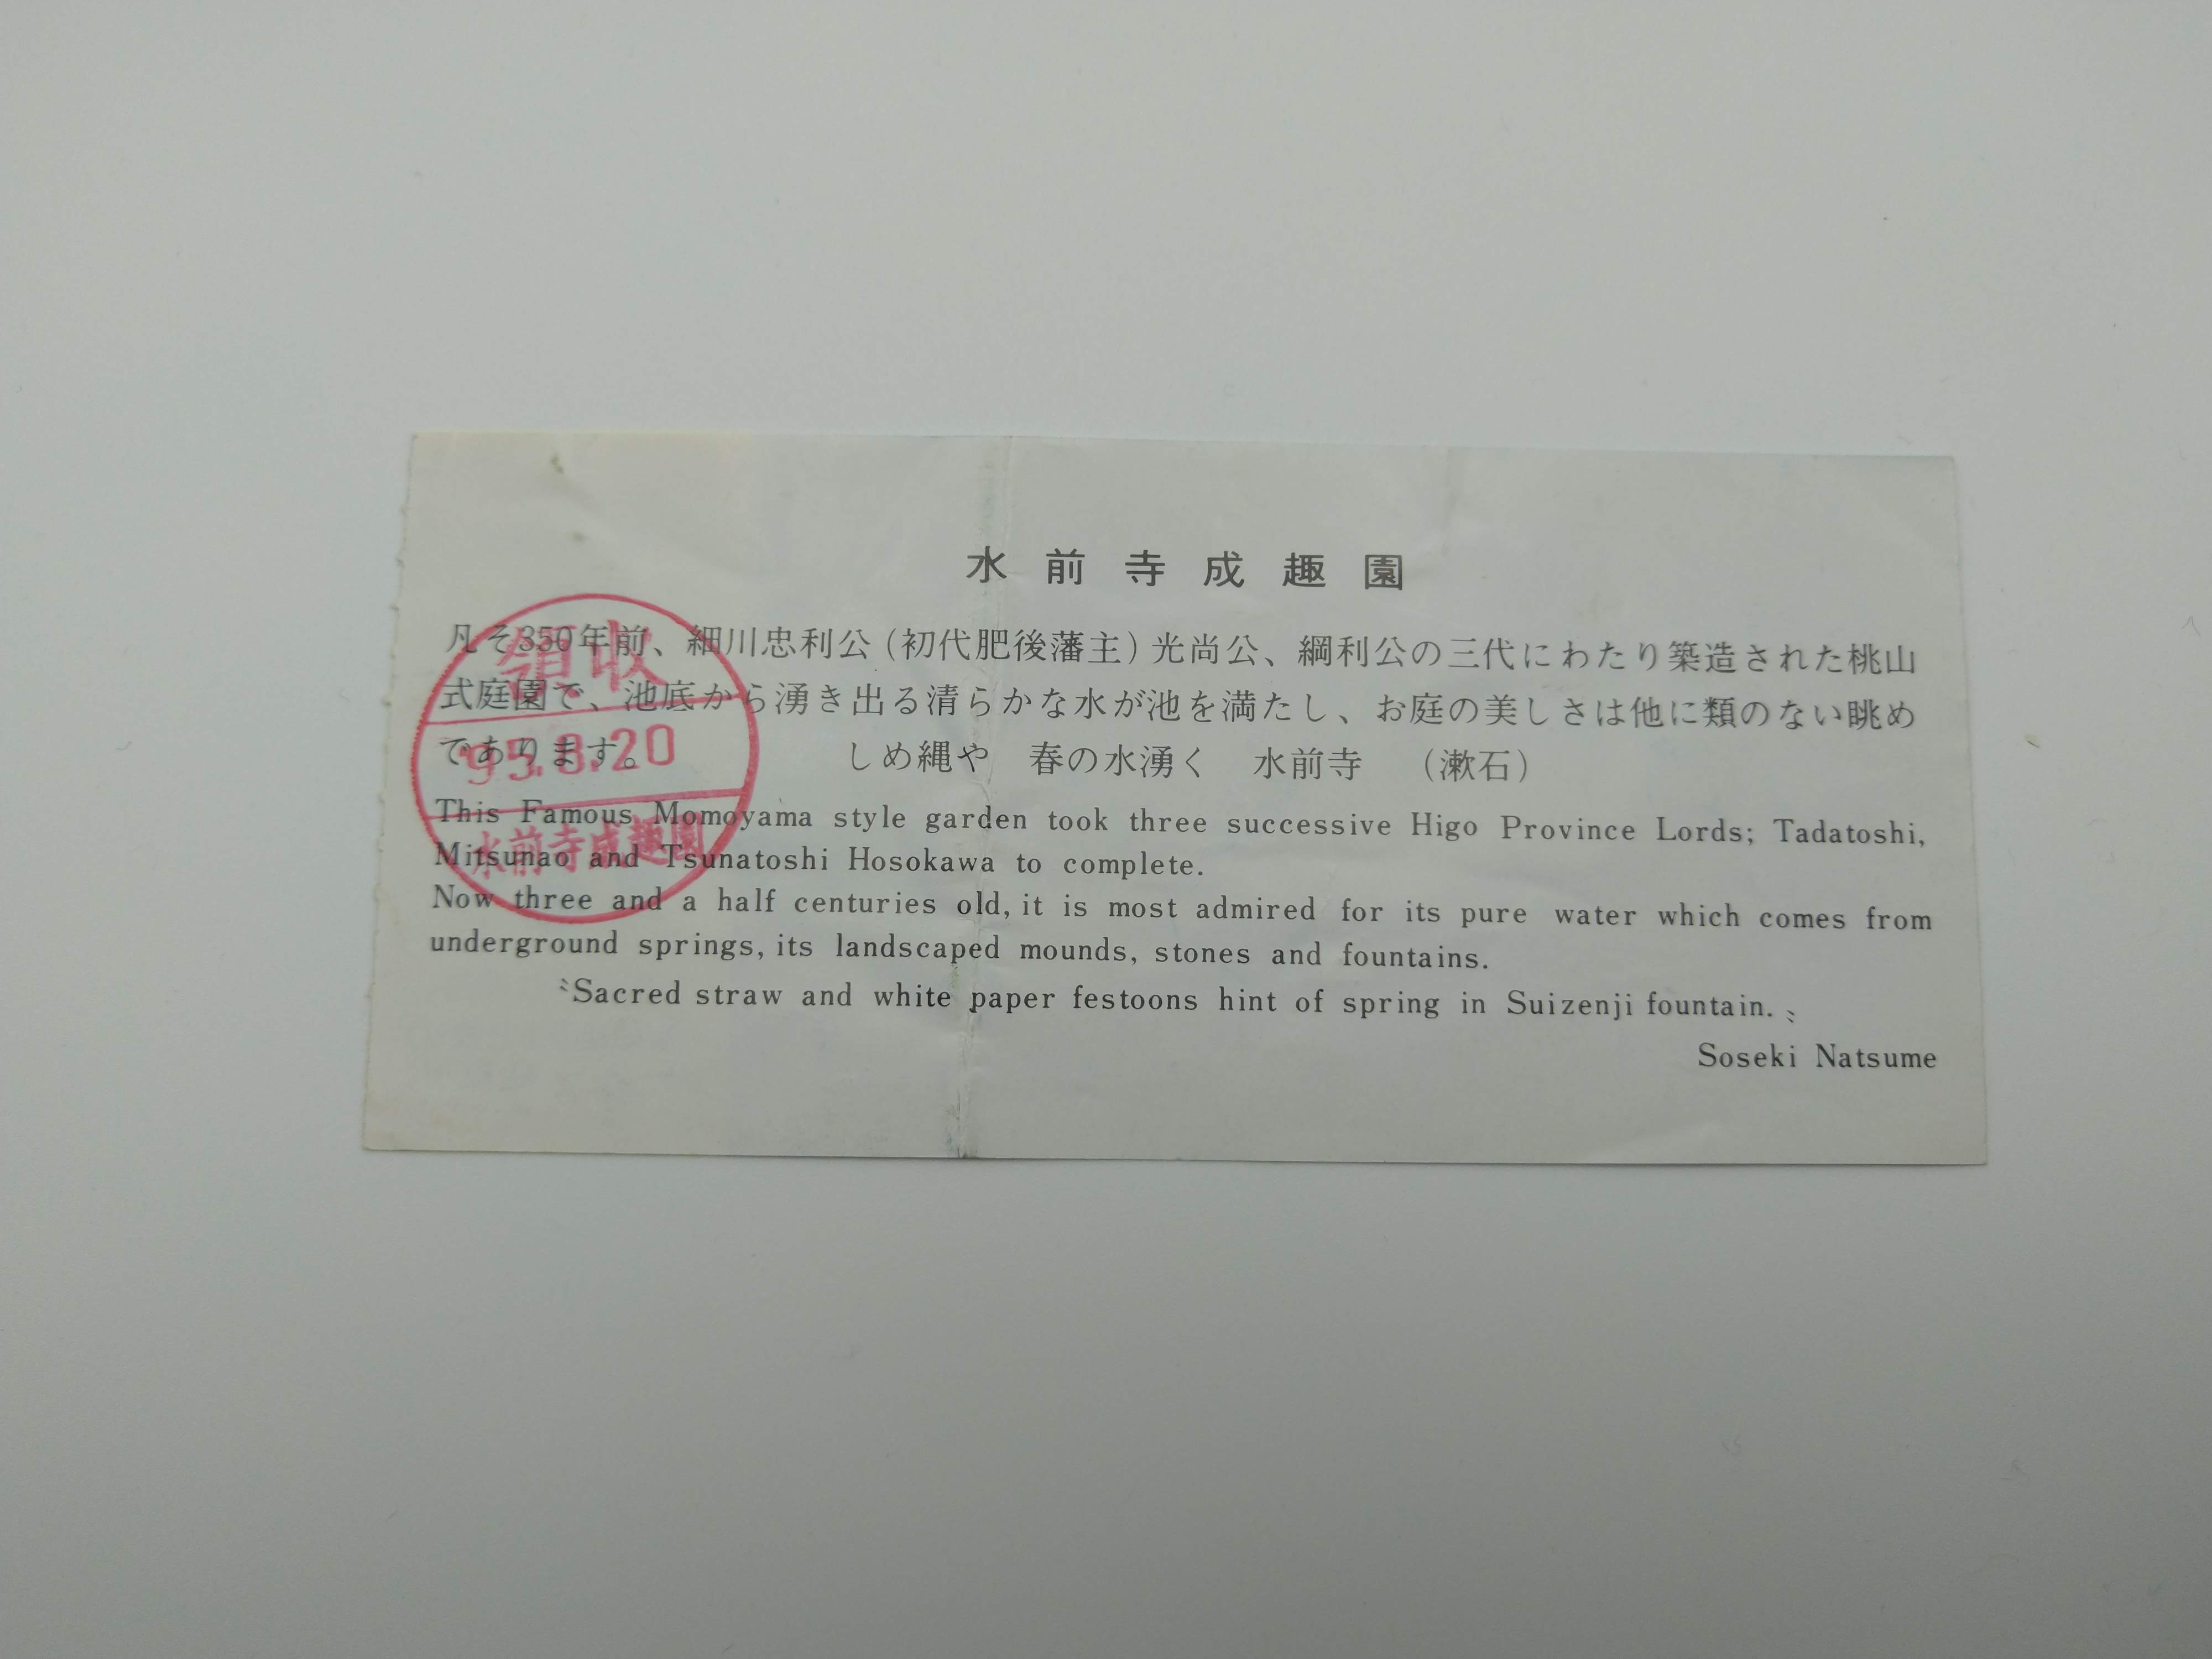 水前寺成趣園
凡そ350年前、細川忠利公(初代肥後藩主)光尚公、綱利公の三代にわたり築造された桃山
式庭園で、池底から湧き出る清らかな水が池を満たし、お庭の美しさは他に類のない眺め
であります。
しめ縄や 春の水湧く 水前寺 (漱石)
This Famous Momoyama style garden took three successive Higo Province Lords; Tadatoshi,
Mitsunao and Tsunatoshi Hosokawa to complete.
Now three and a half centuries old, it is most admired for its pure water which comes from
underground springs, its landscaped mounds, stones and fountains.
〝Sacred straw and white paper festoons hint of spring in Suizenji fountain.〟
Soseki Natsume
領収
95.8.20
水前寺成趣園